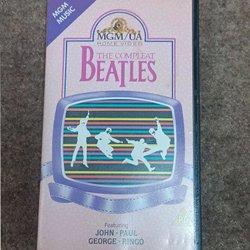 MGM MUSIC
MGM/UA
HOME VIDEO
THE COMPLEAT
BEATLES
Featuring
JOHN · PAUL
GEORGE · RINGO